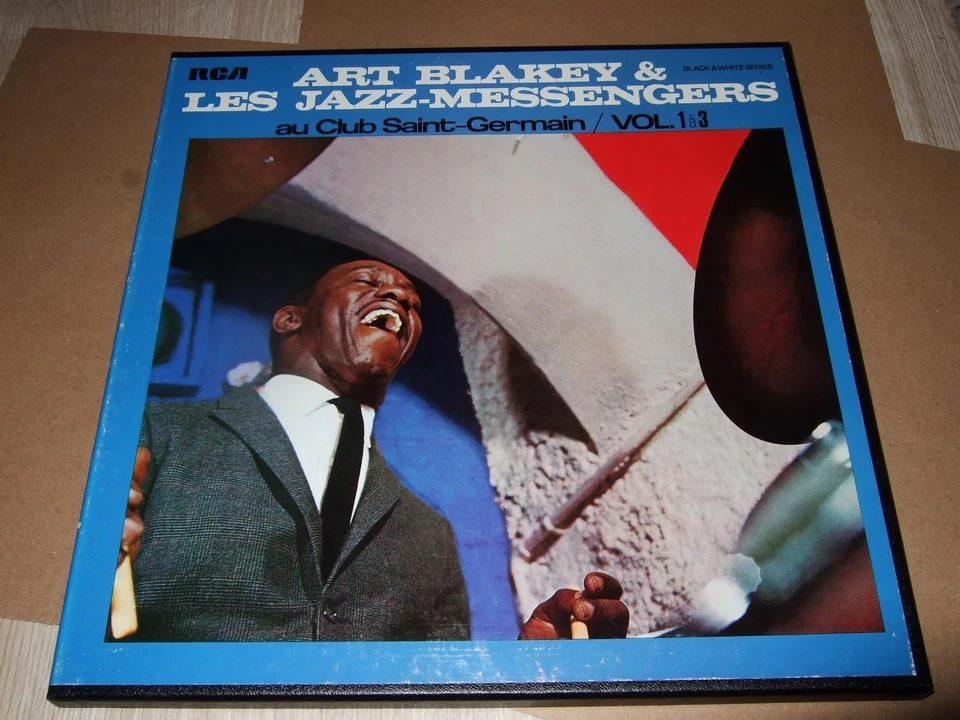 RCA
ART BLAKEY &
BLACK & WHITE SERIES
LES JAZZ-MESSENGERS
au Club Saint-Germain / VOL. 1 à 3